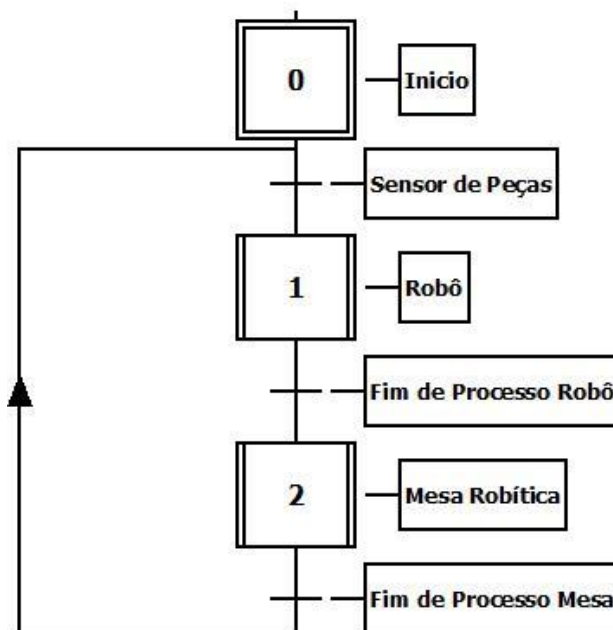 0
Inicio
Sensor de Peças
1
Robô
Fim de Processo Robô
2
Mesa Robítica
Fim de Processo Mesa